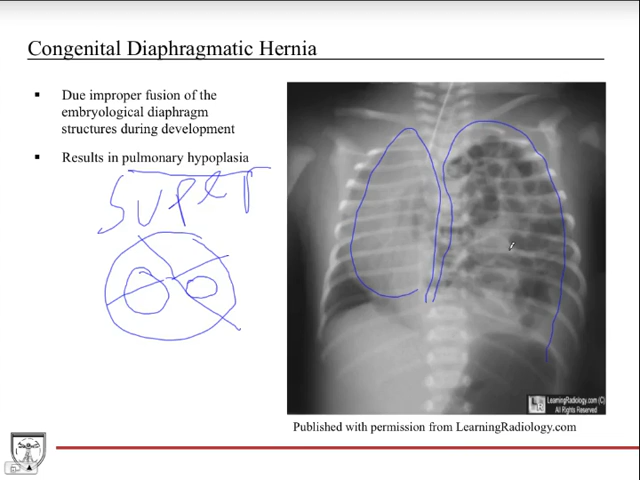 Congenital Diaphragmatic Hernia
▪ Due improper fusion of the
embryological diaphragm
structures during development
▪ Results in pulmonary hypoplasia
LearningRadiology.com (C)
All Rights Reserved
Published with permission from LearningRadiology.com